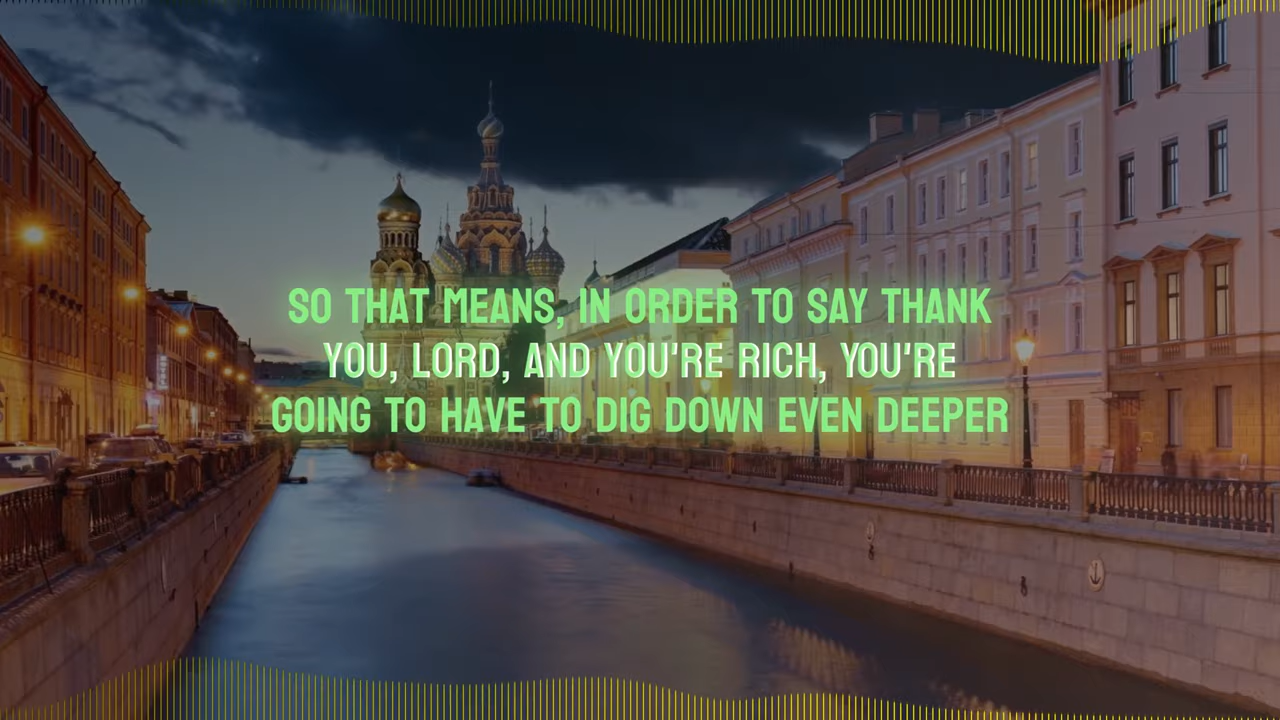 SO THAT MEANS, IN ORDER TO SAY THANK
YOU, LORD, AND YOU'RE RICH, YOU'RE
GOING TO HAVE TO DIG DOWN EVEN DEEPER